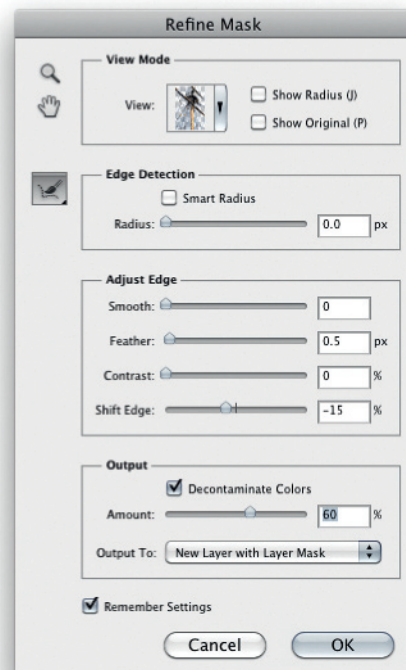 Refine Mask
View Mode
View:
Show Radius (J)
Show Original (P)
Edge Detection
Smart Radius
Radius: 0.0 px
Adjust Edge
Smooth: 0
Feather: 0.5 px
Contrast: 0 %
Shift Edge: -15 %
Output
Decontaminate Colors
Amount: 60 %
Output To: New Layer with Layer Mask
Remember Settings
Cancel OK